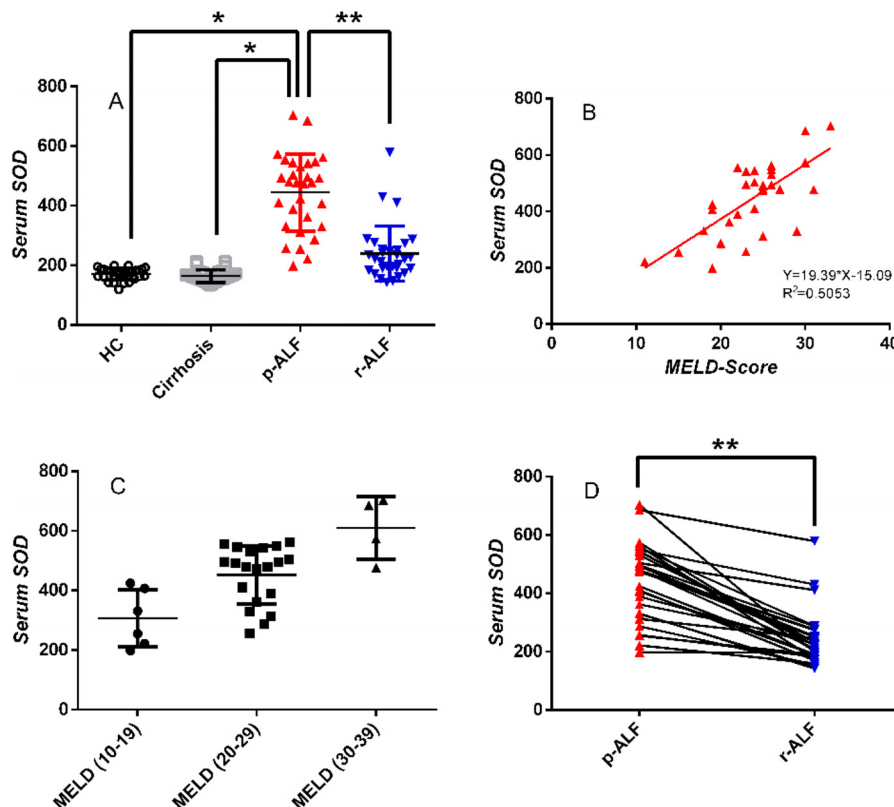 *
**
*
A
Serum SOD
800
600
400
200
0
HC
Cirrhosis
p-ALF
r-ALF
B
Serum SOD
800
600
400
200
0
0
10
20
30
40
MELD-Score
Y=19.39*X-15.09
R²=0.5053
C
Serum SOD
800
600
400
200
0
MELD (10-19)
MELD (20-29)
MELD (30-39)
**
D
Serum SOD
800
600
400
200
0
p-ALF
r-ALF